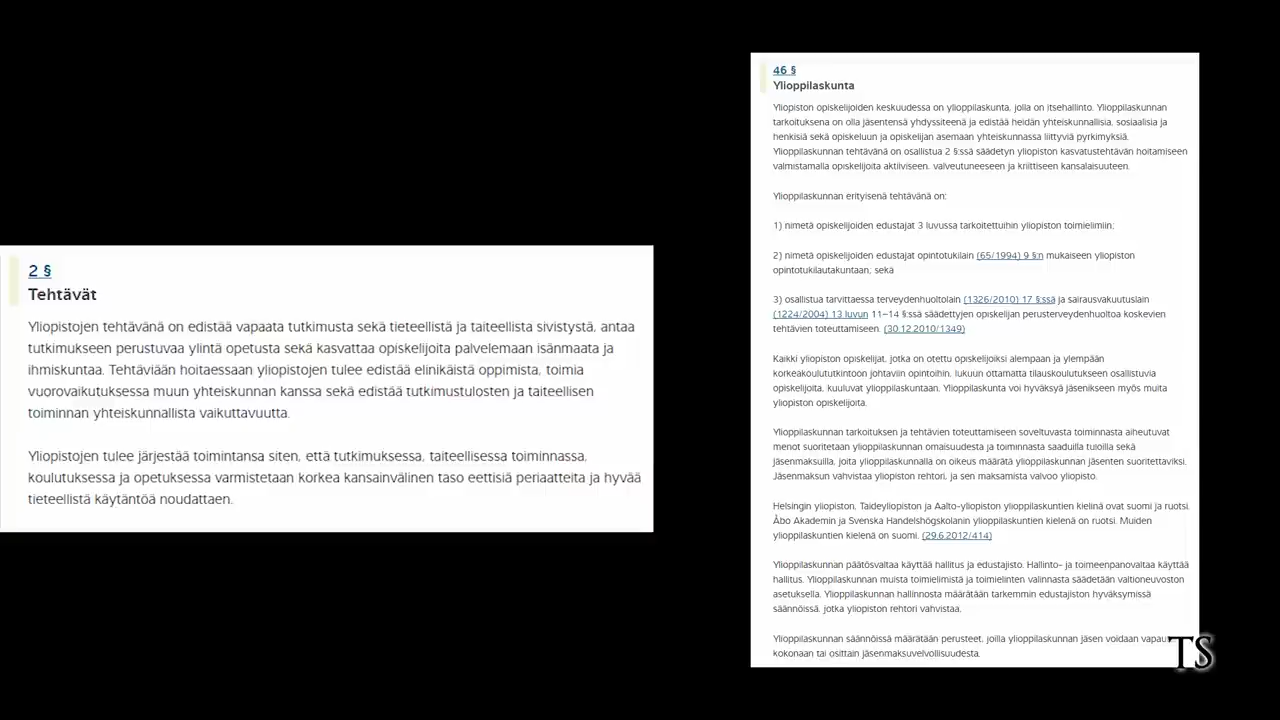 2 §
Tehtävät
Yliopistojen tehtävänä on edistää vapaata tutkimusta sekä tieteellistä ja taiteellista sivistystä, antaa
tutkimukseen perustuvaa ylintä opetusta sekä kasvattaa opiskelijoita palvelemaan isänmaata ja
ihmiskuntaa. Tehtäviään hoitaessaan yliopistojen tulee edistää elinikäistä oppimista, toimia
vuorovaikutuksessa muun yhteiskunnan kanssa sekä edistää tutkimustulosten ja taiteellisen
toiminnan yhteiskunnallista vaikuttavuutta.
Yliopistojen tulee järjestää toimintansa siten, että tutkimuksessa, taiteellisessa toiminnassa,
koulutuksessa ja opetuksessa varmistetaan korkea kansainvälinen taso eettisiä periaatteita ja hyvää
tieteellistä käytäntöä noudattaen.
46 §
Ylioppilaskunta
Yliopiston opiskelijoiden keskuudessa on ylioppilaskunta, jolla on itsehallinto. Ylioppilaskunnan
tarkoituksena on olla jäsentensä yhdyssiteenä ja edistää heidän yhteiskunnallisia, sosiaalisia ja
henkisiä sekä opiskeluun ja opiskelijan asemaan yhteiskunnassa liittyviä pyrkimyksiä.
Ylioppilaskunnan tehtävänä on osallistua 2 §:ssä säädetyn yliopiston kasvatustehtävän hoitamiseen
valmistamalla opiskelijoita aktiiviseen, valveutuneeseen ja kriittiseen kansalaisuuteen.
Ylioppilaskunnan erityisenä tehtävänä on:
1) nimetä opiskelijoiden edustajat 3 luvussa tarkoitettuihin yliopiston toimielimiin;
2) nimetä opiskelijoiden edustajat opintotukilain (65/1994) 9 §:n mukaiseen yliopiston
opintotukilautakuntaan, sekä
3) osallistua tarvittaessa terveydenhuoltolain (1326/2010) 17 §:ssä ja sairausvakuutuslain
(1224/2004) 13 luvun 11–14 §:ssä säädettyjen opiskelijan perusterveydenhuoltoa koskevien
tehtävien toteuttamiseen. (30.12.2010/1349)
Kaikki yliopiston opiskelijat, jotka on otettu opiskelijoiksi alempaan ja ylempään
korkeakoulututkintoon johtaviin opintoihin, lukuun ottamatta tilauskoulutukseen osallistuvia
opiskelijoita, kuuluvat ylioppilaskuntaan. Ylioppilaskunta voi hyväksyä jäsenikseen myös muita
yliopiston opiskelijoita.
Ylioppilaskunnan tarkoituksen ja tehtävien toteuttamiseen soveltuvasta toiminnasta aiheutuvat
menot suoritetaan ylioppilaskunnan omaisuudesta ja toiminnasta saaduilla tuloilla sekä
jäsenmaksuilla, joita ylioppilaskunnalla on oikeus määrätä ylioppilaskunnan jäsenten suoritettaviksi.
Jäsenmaksun vahvistaa yliopiston rehtori, ja sen maksamista valvoo yliopisto.
Helsingin yliopiston, Taideyliopiston ja Aalto-yliopiston ylioppilaskuntien kielinä ovat suomi ja ruotsi.
Åbo Akademin ja Svenska Handelshögskolanin ylioppilaskuntien kielenä on ruotsi. Muiden
ylioppilaskuntien kielenä on suomi. (29.6.2012/414)
Ylioppilaskunnan päätösvaltaa käyttää hallitus ja edustajisto. Hallinto- ja toimeenpanovaltaa käyttää
hallitus. Ylioppilaskunnan muista toimielimistä ja toimielinten valinnasta säädetään valtioneuvoston
asetuksella. Ylioppilaskunnan hallinnosta määrätään tarkemmin edustajiston hyväksymissä
säännöissä, jotka yliopiston rehtori vahvistaa.
Ylioppilaskunnan säännöissä määrätään perusteet, joilla ylioppilaskunnan jäsen voidaan
kokonaan tai osittain jäsenmaksuvelvollisuudesta.
TS